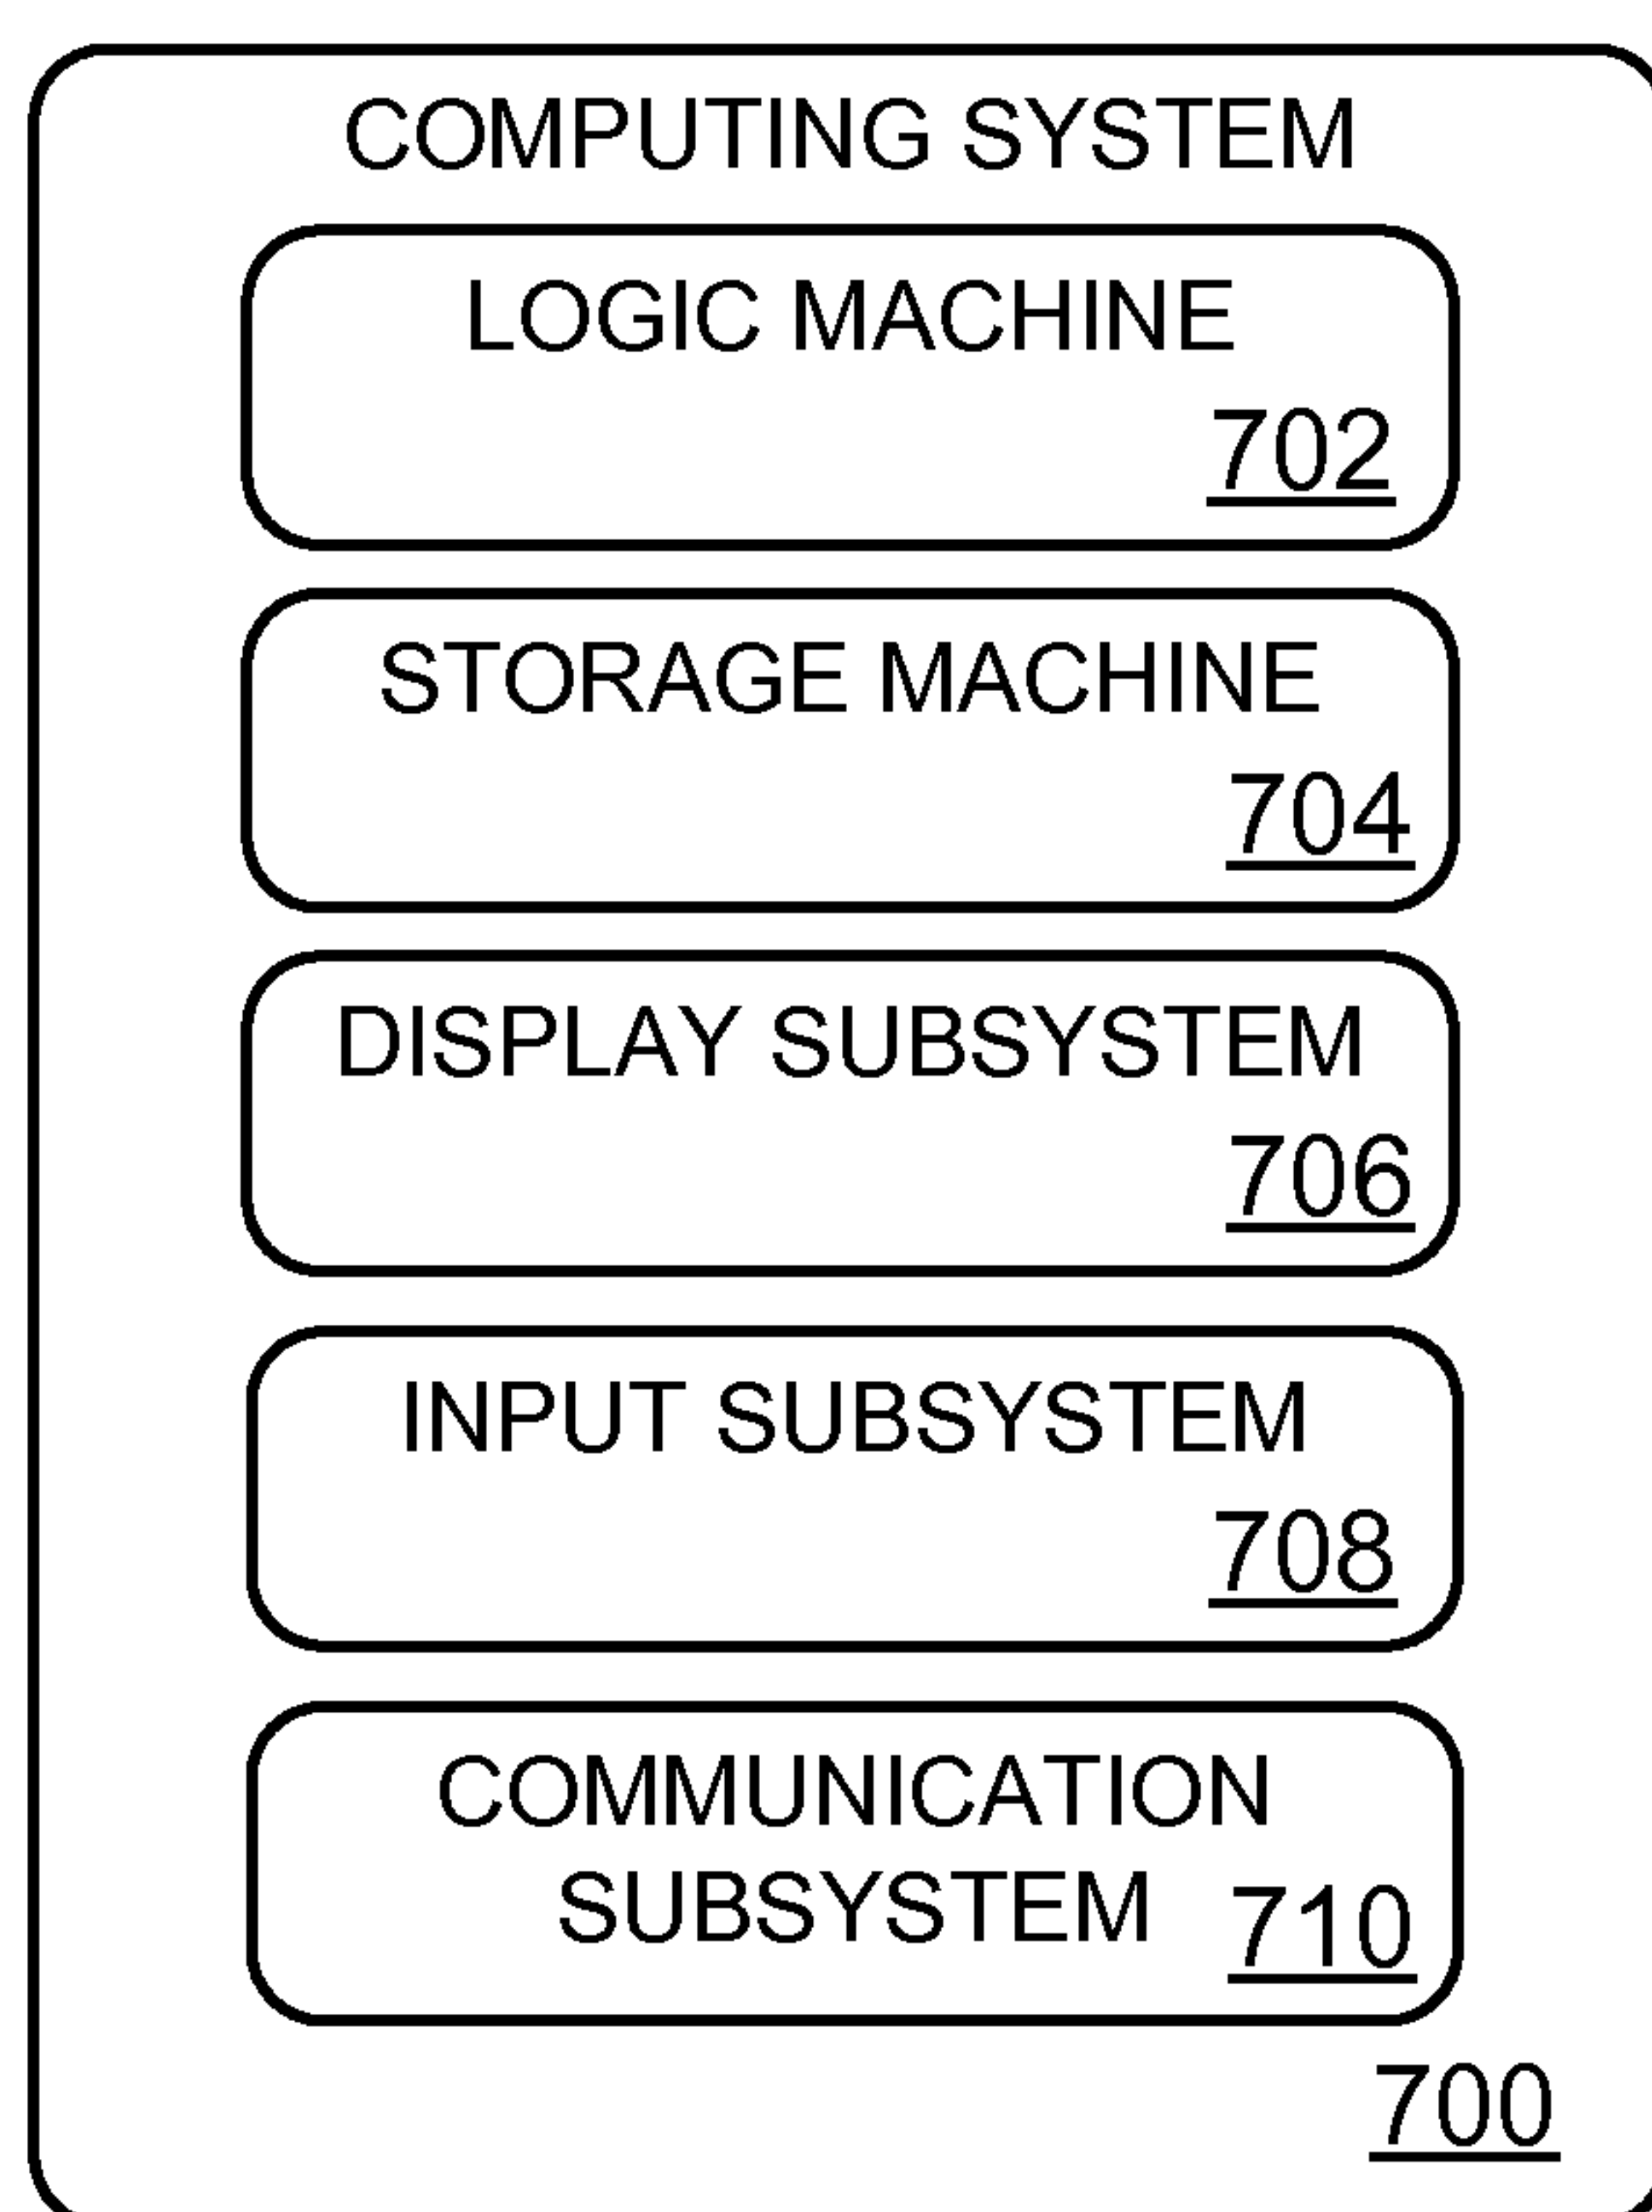 COMPUTING SYSTEM
LOGIC MACHINE
702
STORAGE MACHINE
704
DISPLAY SUBSYSTEM
706
INPUT SUBSYSTEM
708
COMMUNICATION
SUBSYSTEM 710
700